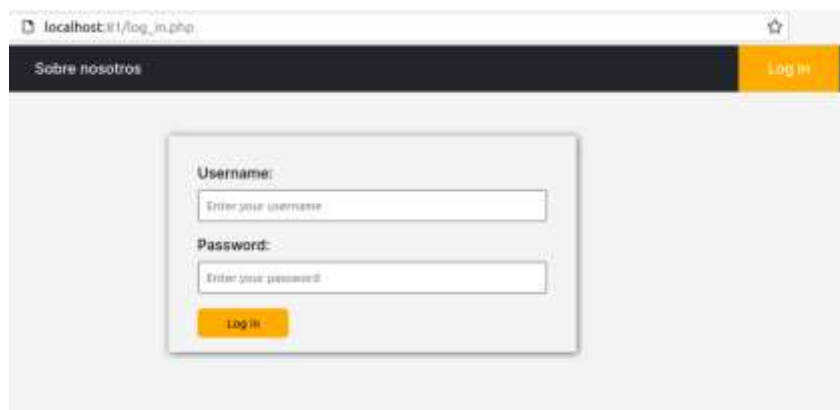 localhost:81/log_in.php
Sobre nosotros
Log in
Username:
Enter your username
Password:
Enter your password
Log in